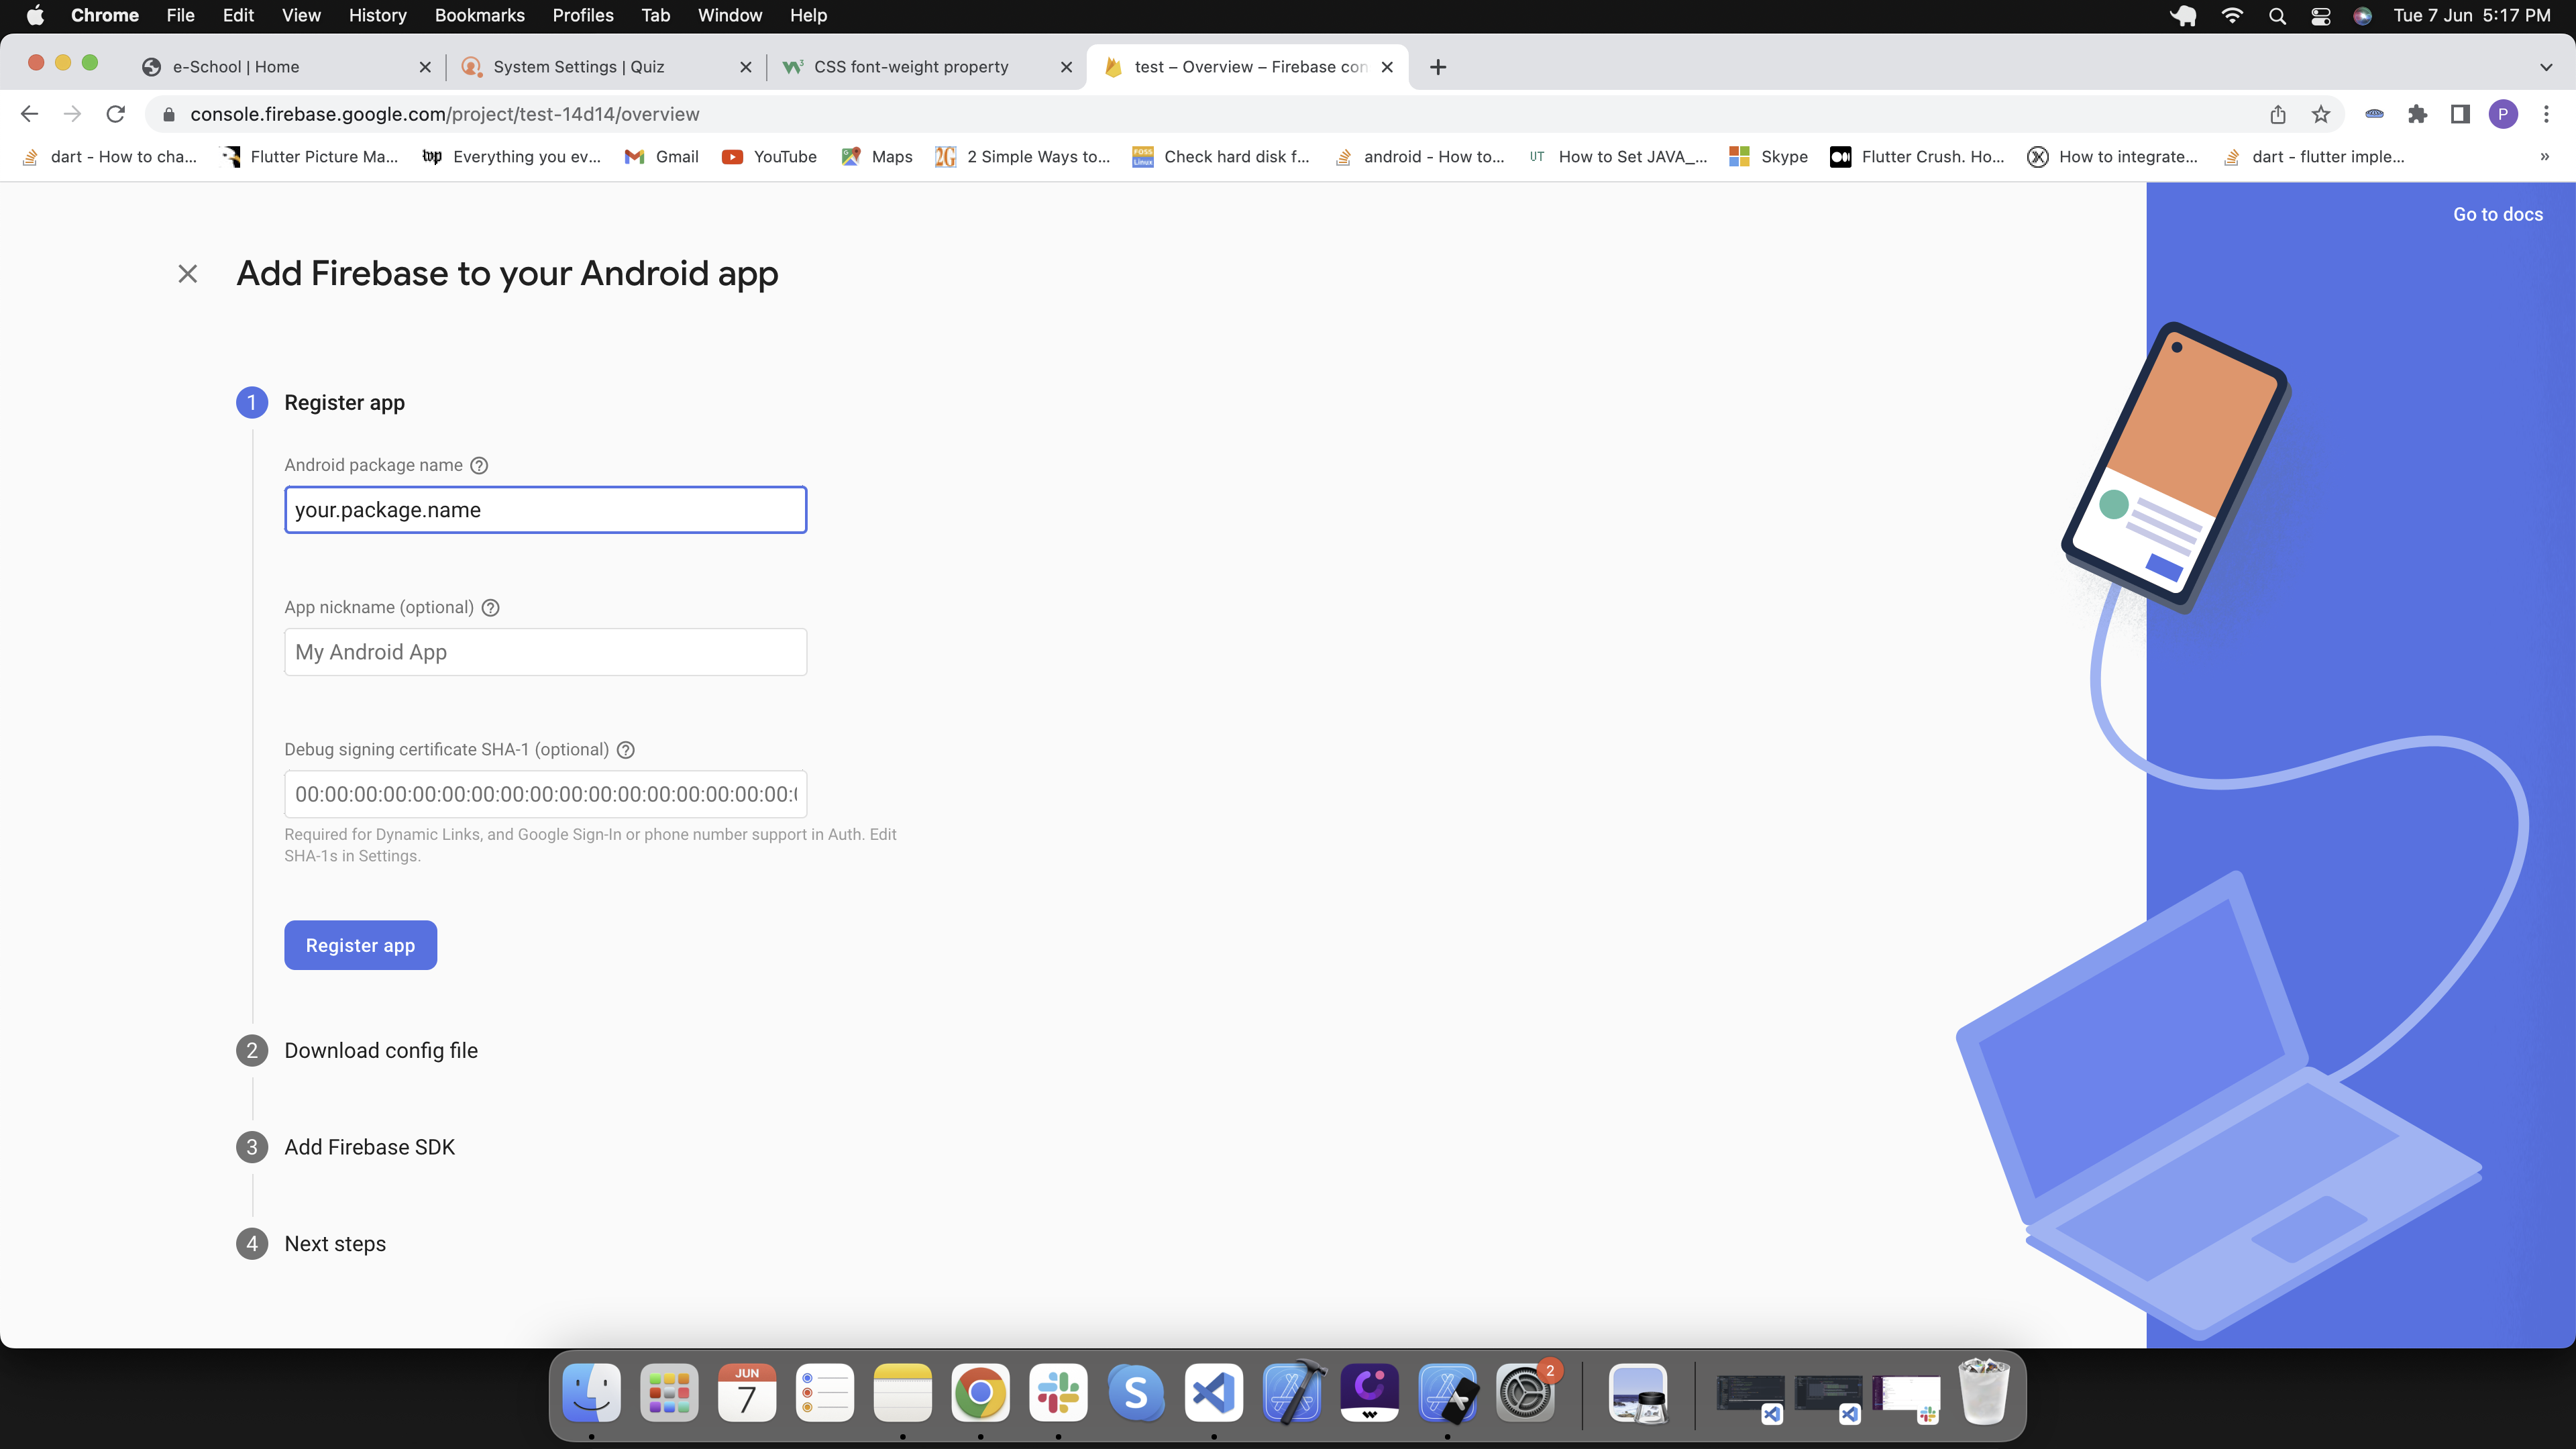 Chrome File Edit View History Bookmarks Profiles Tab Window Help Tue 7 Jun 5:17 PM
e-School | Home System Settings | Quiz CSS font-weight property test – Overview – Firebase con
console.firebase.google.com/project/test-14d14/overview P
dart - How to cha... Flutter Picture Ma... Everything you ev... Gmail YouTube Maps 2G 2 Simple Ways to... FOSS Linux Check hard disk f... android - How to... UT How to Set JAVA_... Skype Flutter Crush. Ho... How to integrate... dart - flutter imple... »
Go to docs
Add Firebase to your Android app
1 Register app
Android package name
your.package.name
App nickname (optional)
My Android App
Debug signing certificate SHA-1 (optional)
00:00:00:00:00:00:00:00:00:00:00:00:00:00:00:00:00:0
Required for Dynamic Links, and Google Sign-In or phone number support in Auth. Edit
SHA-1s in Settings.
Register app
2 Download config file
3 Add Firebase SDK
4 Next steps
JUN
7
S
2